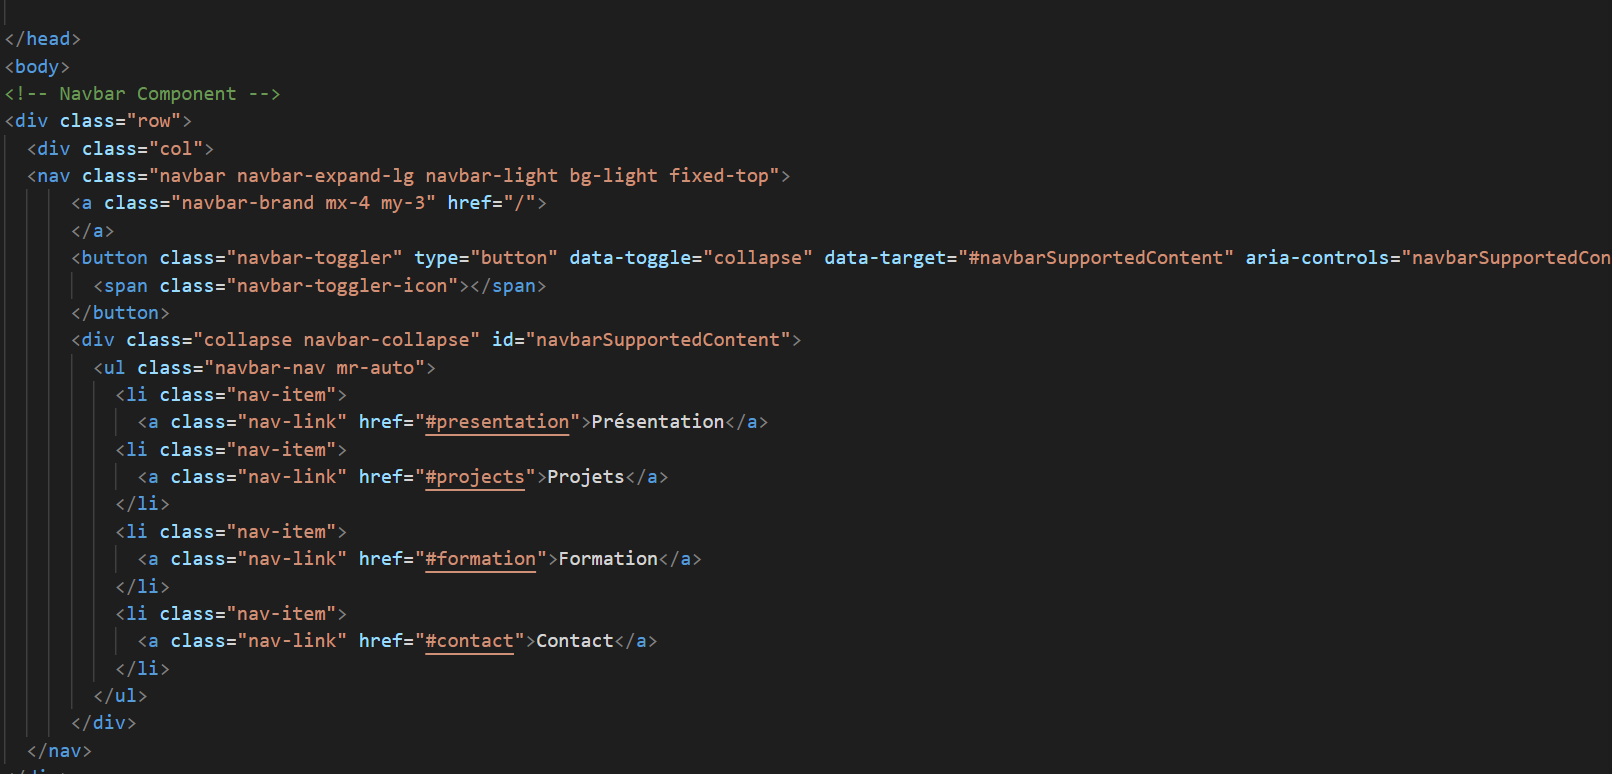 </head>
<body>
<!-- Navbar Component -->
<div class="row">
<div class="col">
<nav class="navbar navbar-expand-lg navbar-light bg-light fixed-top">
<a class="navbar-brand mx-4 my-3" href="/">
</a>
<button class="navbar-toggler" type="button" data-toggle="collapse" data-target="#navbarSupportedContent" aria-controls="navbarSupportedCon
<span class="navbar-toggler-icon"></span>
</button>
<div class="collapse navbar-collapse" id="navbarSupportedContent">
<ul class="navbar-nav mr-auto">
<li class="nav-item">
<a class="nav-link" href="#presentation">Présentation</a>
<li class="nav-item">
<a class="nav-link" href="#projects">Projets</a>
</li>
<li class="nav-item">
<a class="nav-link" href="#formation">Formation</a>
</li>
<li class="nav-item">
<a class="nav-link" href="#contact">Contact</a>
</li>
</ul>
</div>
</nav>